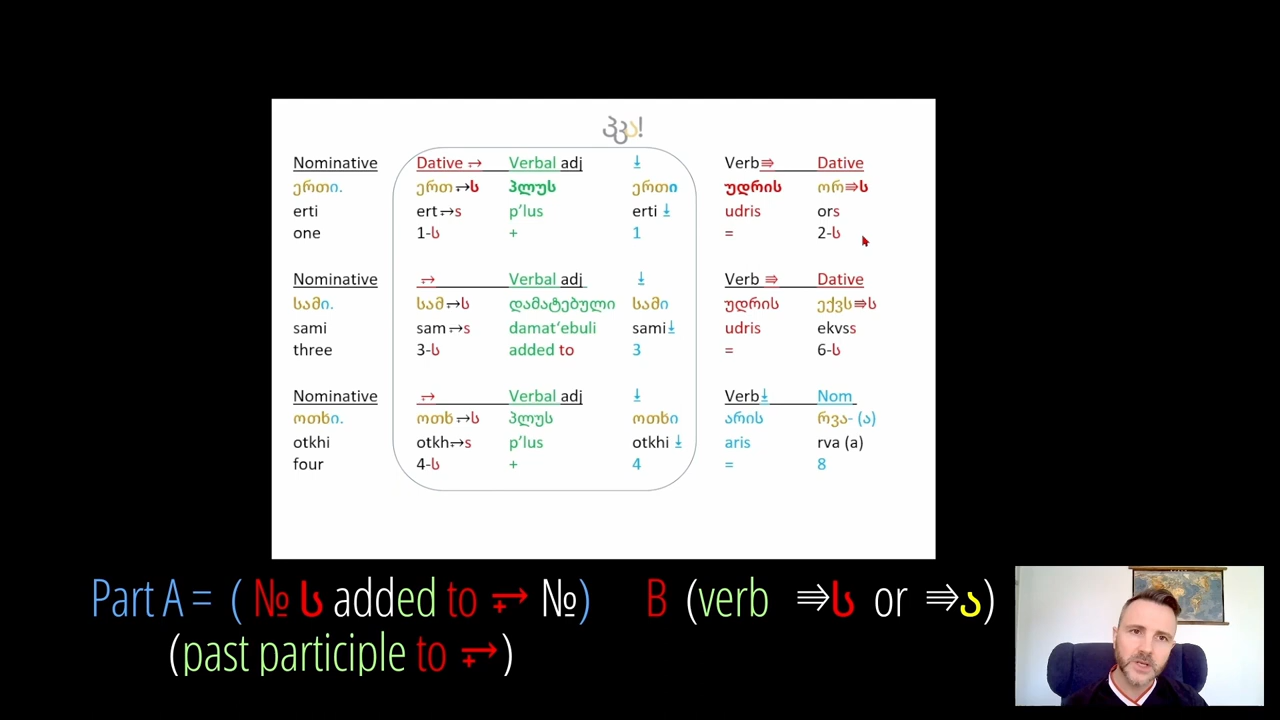 ჰჰა!
Nominative Dative ⥅ Verbal adj ↓ Verb⇛ Dative
ერთი. ერთ→ს პლუს ერთი უდრის ორ⇛ს
erti ert→s p’lus erti ↓ udris ors
one 1-ს + 1 = 2-ს
Nominative → Verbal adj ↓ Verb ⇛ Dative
სამი. სამ→ს დამატებული სამი უდრის ექვს⇛ს
sami sam→s damat‘ebuli sami↓ udris ekvss
three 3-ს added to 3 = 6-ს
Nominative → Verbal adj ↓ Verb↓ Nom
ოთხი. ოთხ→ს პლუს ოთხი არის რვა- (ა)
otkhi otkh→s p’lus otkhi ↓ aris rva (a)
four 4-ს + 4 = 8
Part A = ( № ს added to ⥅ №) B (verb ⇛ს or ⇛ა)
(past participle to ⥅)